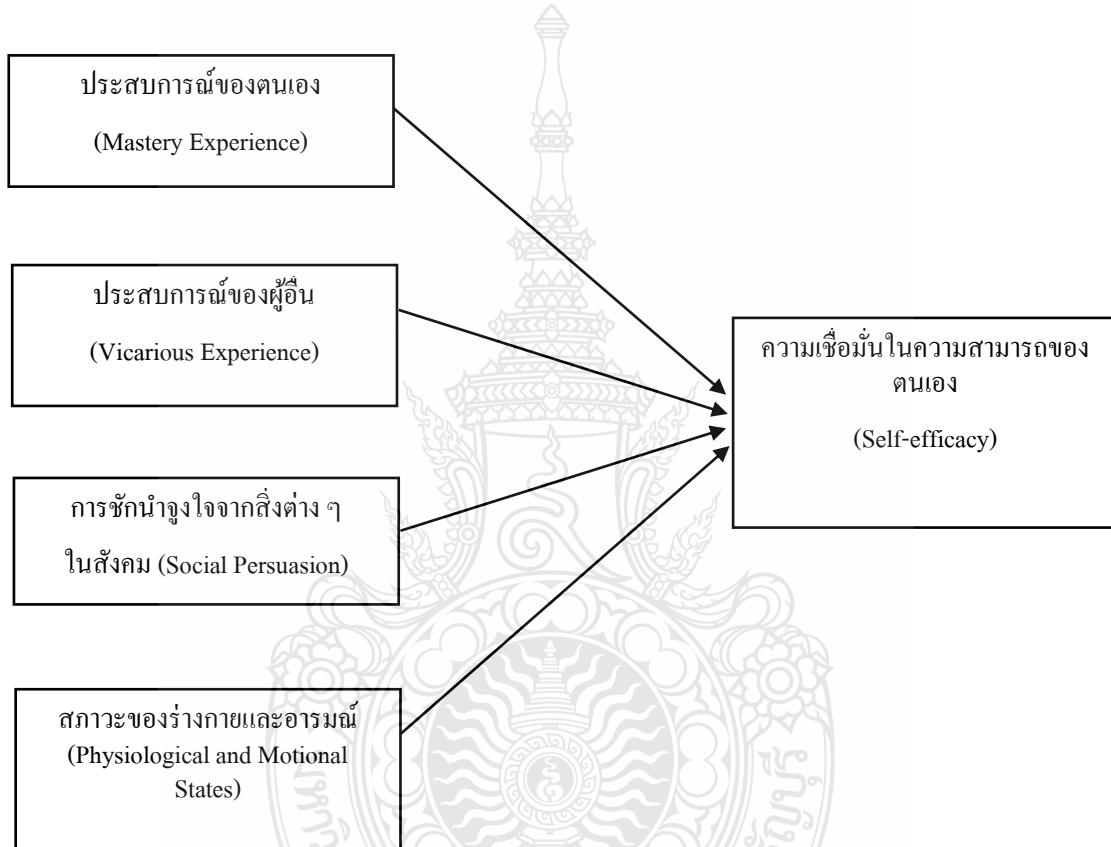 ประสบการณ์ของตนเอง
(Mastery Experience)
ประสบการณ์ของผู้อื่น
(Vicarious Experience)
การชักนำจูงใจจากสิ่งต่าง ๆ
ในสังคม (Social Persuasion)
สภาวะของร่างกายและอารมณ์
(Physiological and Motional
States)
ความเชื่อมั่นในความสามารถของ
ตนเอง
(Self-efficacy)